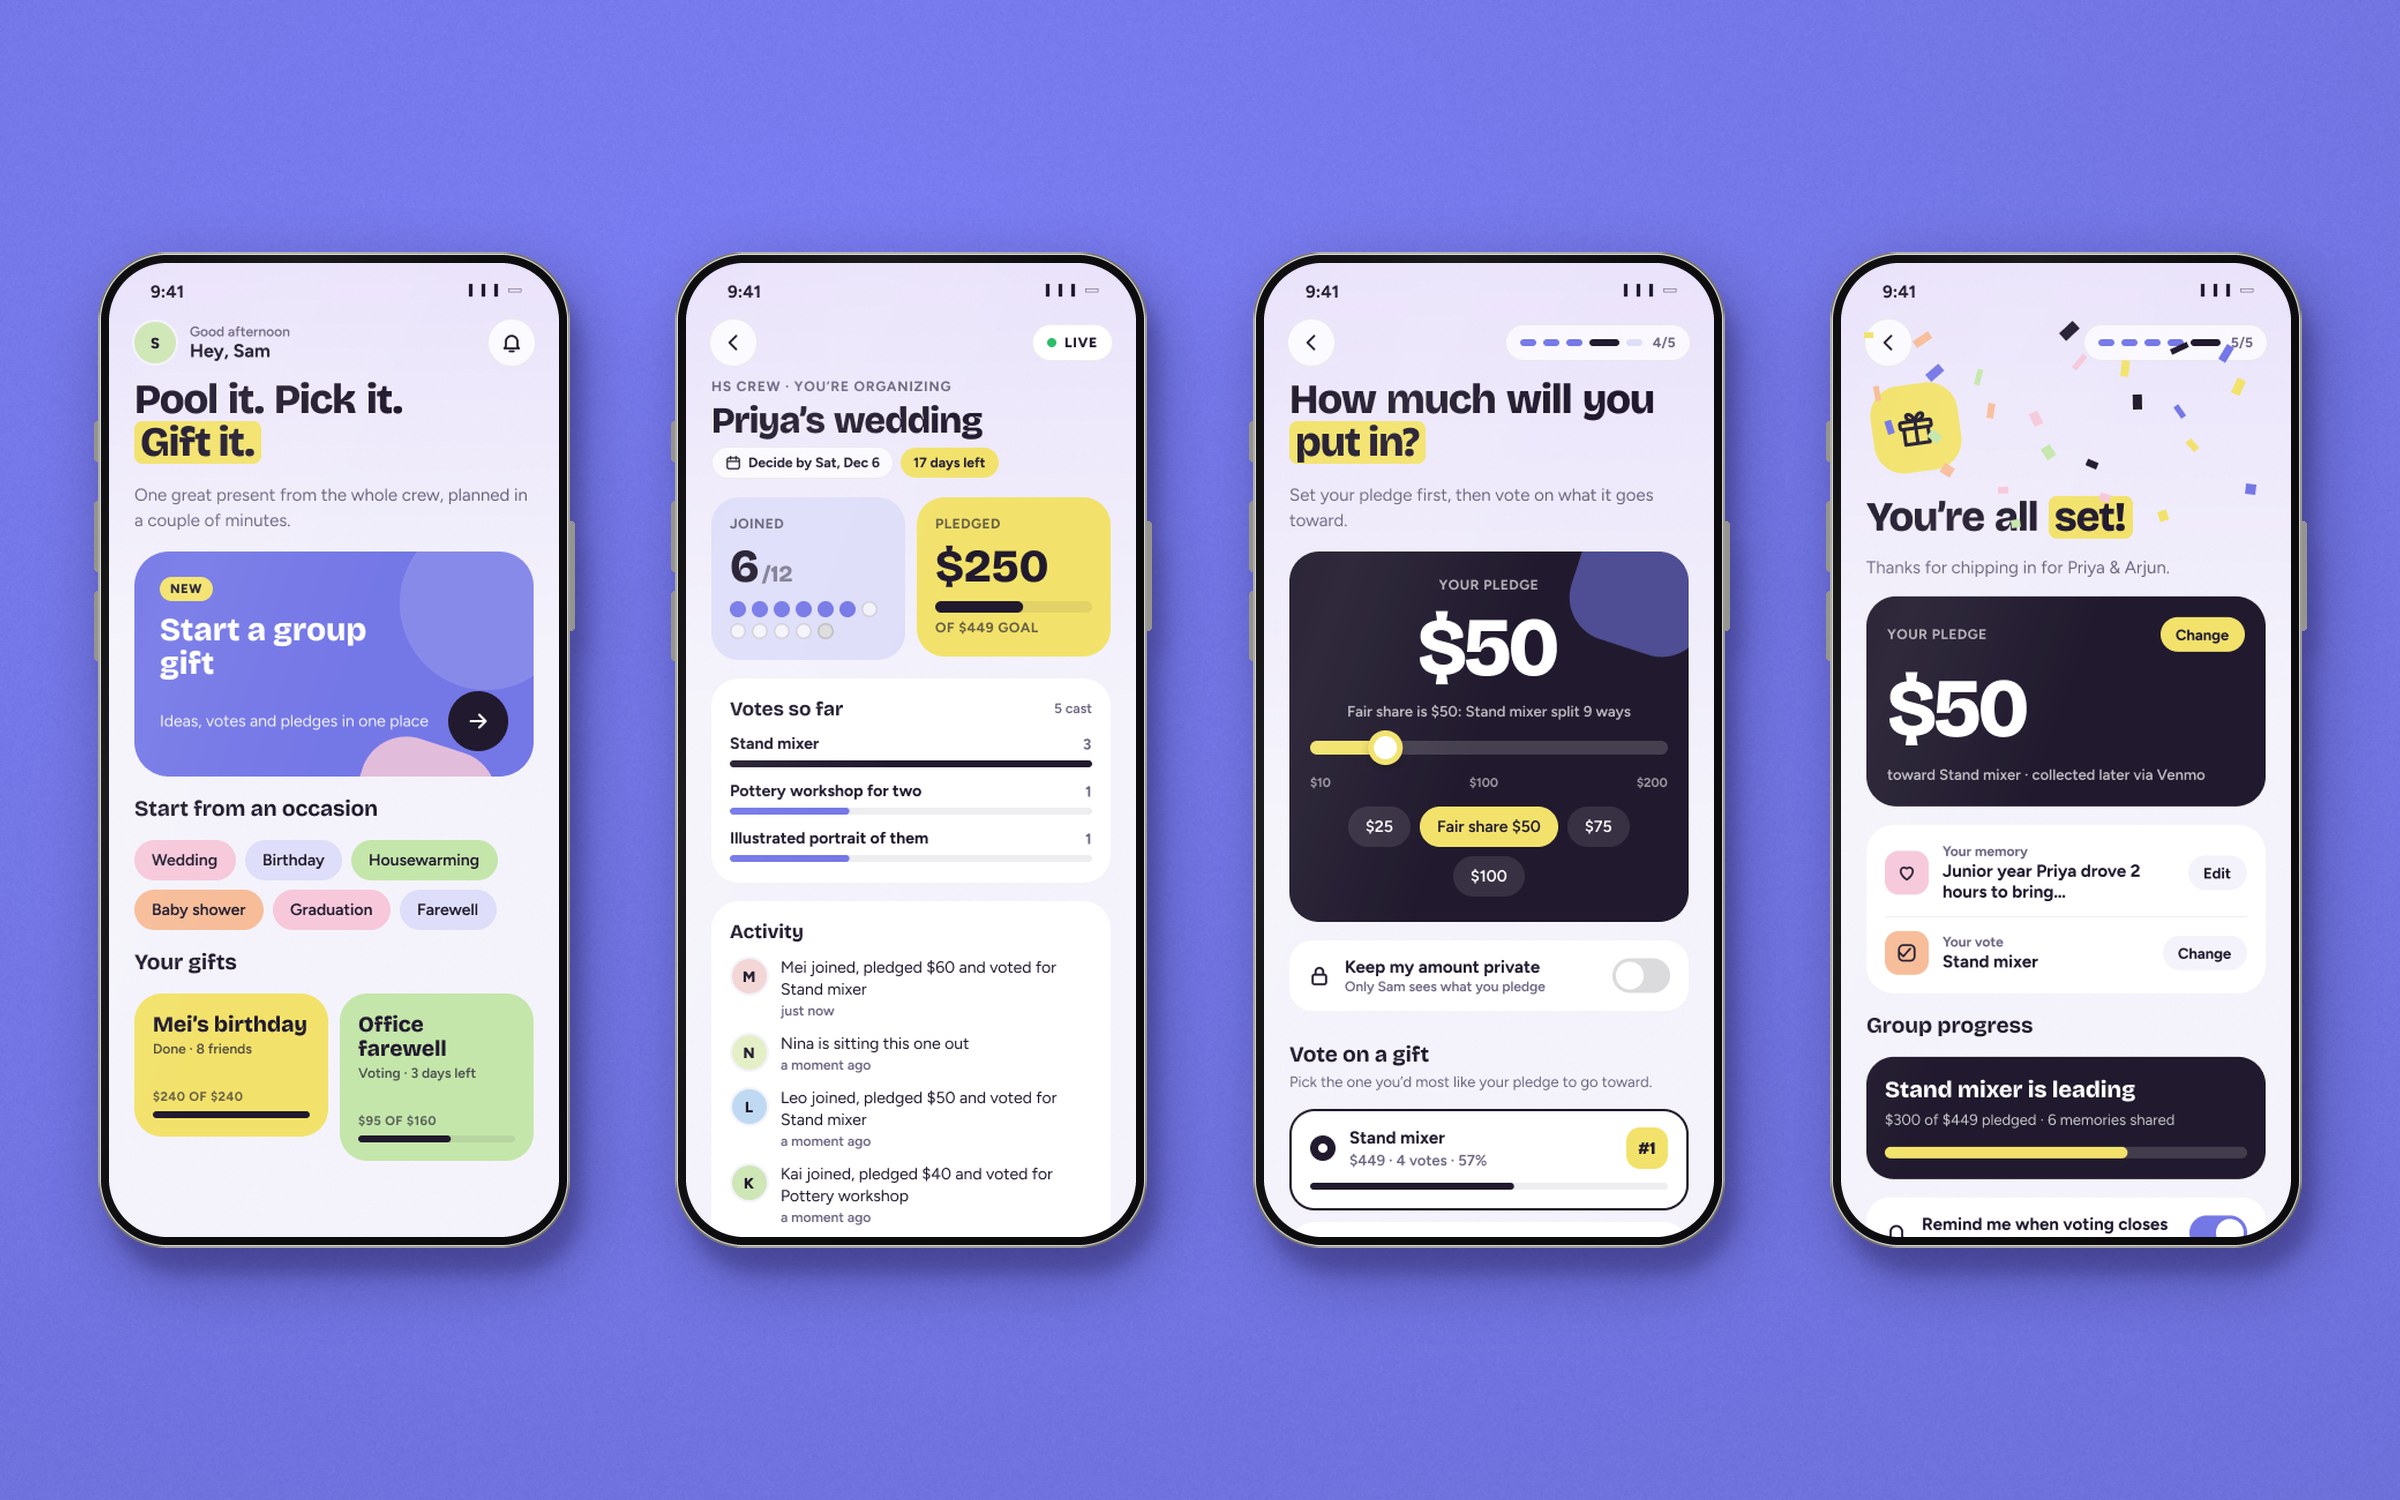 9:41
S
Good afternoon
Hey, Sam
Pool it. Pick it.
Gift it.
One great present from the whole crew, planned in
a couple of minutes.
NEW
Start a group
gift
Ideas, votes and pledges in one place
Start from an occasion
Wedding
Birthday
Housewarming
Baby shower
Graduation
Farewell
Your gifts
Mei's birthday
Done · 8 friends
$240 OF $240
Office
farewell
Voting · 3 days left
$95 OF $160
9:41
LIVE
HS CREW · YOU'RE ORGANIZING
Priya's wedding
Decide by Sat, Dec 6
17 days left
JOINED
6/12
PLEDGED
$250
OF $449 GOAL
Votes so far
5 cast
Stand mixer
3
Pottery workshop for two
1
Illustrated portrait of them
1
Activity
M
Mei joined, pledged $60 and voted for
Stand mixer
just now
N
Nina is sitting this one out
a moment ago
L
Leo joined, pledged $50 and voted for
Stand mixer
a moment ago
K
Kai joined, pledged $40 and voted for
Pottery workshop
a moment ago
9:41
4/5
How much will you
put in?
Set your pledge first, then vote on what it goes
toward.
YOUR PLEDGE
$50
Fair share is $50: Stand mixer split 9 ways
$10
$100
$200
$25
Fair share $50
$75
$100
Keep my amount private
Only Sam sees what you pledge
Vote on a gift
Pick the one you'd most like your pledge to go toward.
Stand mixer
$449 · 4 votes · 57%
#1
9:41
5/5
You're all set!
Thanks for chipping in for Priya & Arjun.
YOUR PLEDGE
Change
$50
toward Stand mixer · collected later via Venmo
Your memory
Junior year Priya drove 2
hours to bring...
Edit
Your vote
Stand mixer
Change
Group progress
Stand mixer is leading
$300 of $449 pledged · 6 memories shared
Remind me when voting closes